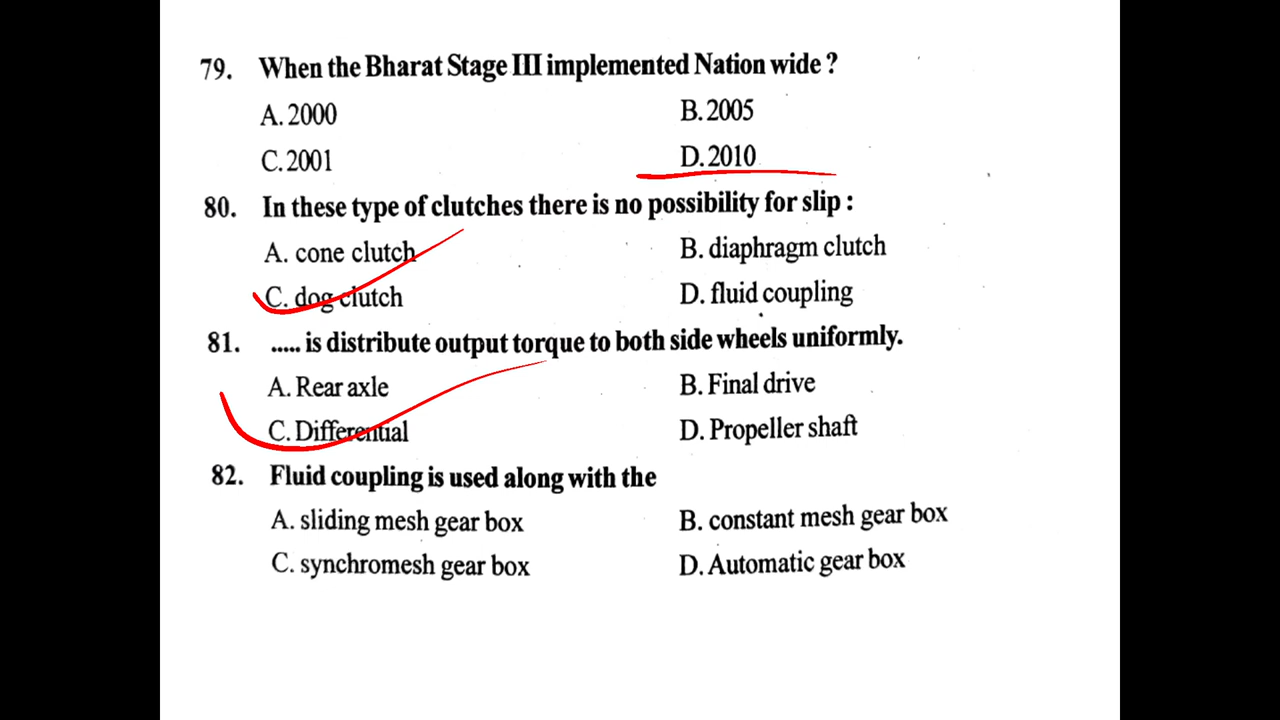 79. When the Bharat Stage III implemented Nation wide ?
A. 2000 B. 2005
C. 2001 D. 2010
80. In these type of clutches there is no possibility for slip :
A. cone clutch B. diaphragm clutch
C. dog clutch D. fluid coupling
81. ..... is distribute output torque to both side wheels uniformly.
A. Rear axle B. Final drive
C. Differential D. Propeller shaft
82. Fluid coupling is used along with the
A. sliding mesh gear box B. constant mesh gear box
C. synchromesh gear box D. Automatic gear box